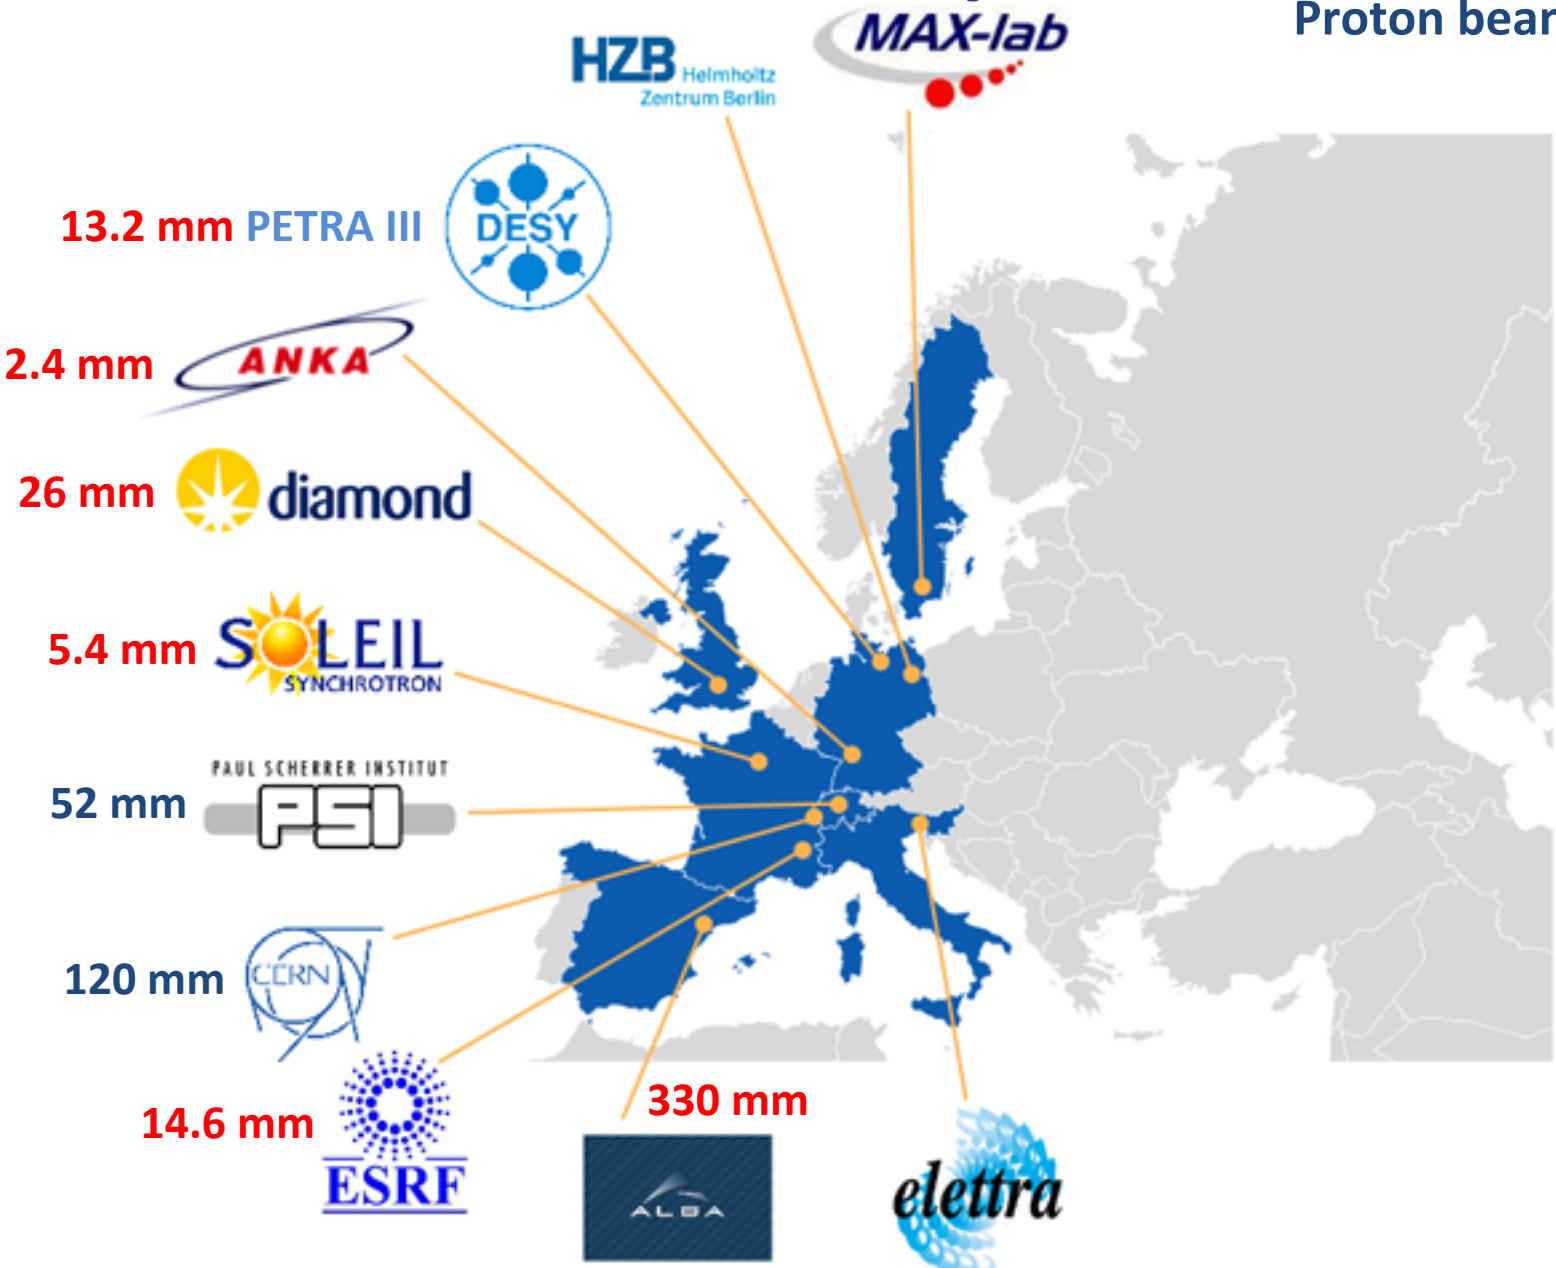 Proton bear
MAX-lab
HZB Helmholtz
Zentrum Berlin
13.2 mm PETRA III
DESY
2.4 mm
ANKA
26 mm
diamond
5.4 mm
SOLEIL
SYNCHROTRON
PAUL SCHERRER INSTITUT
52 mm
PSI
120 mm
CERN
14.6 mm
ESRF
330 mm
ALBA
elettra